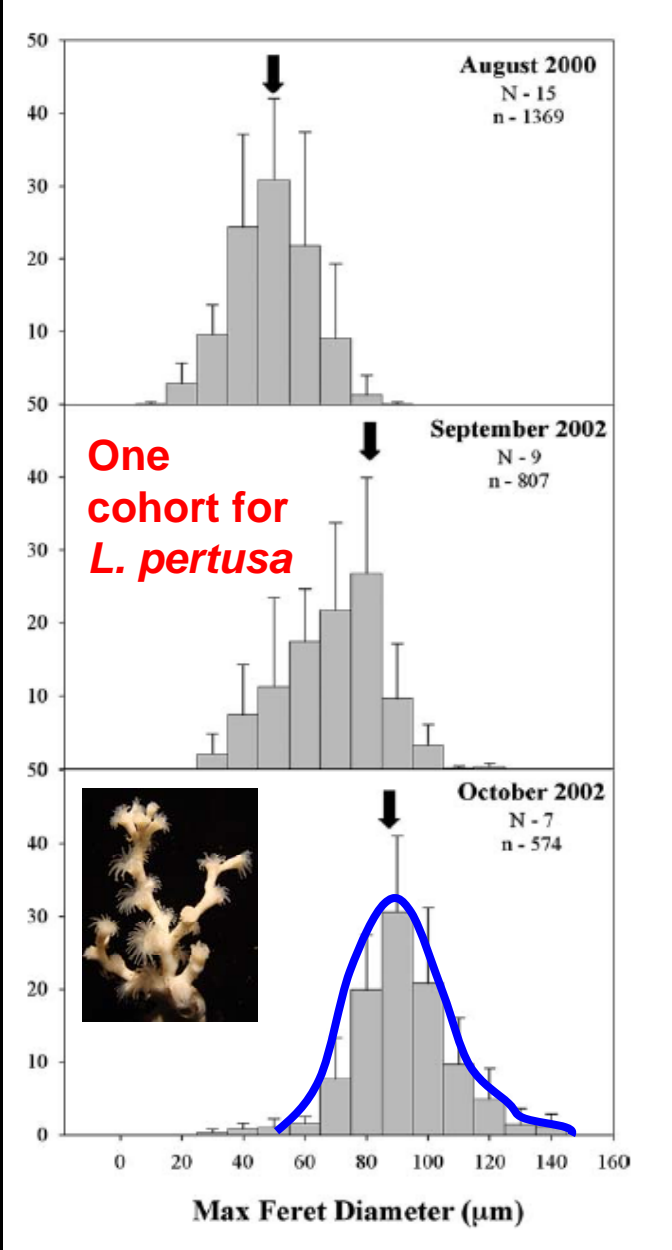 50
August 2000
N - 15
n - 1369
40
30
20
10
50
September 2002
N - 9
n - 807
One
cohort for
L. pertusa
40
30
20
10
50
October 2002
N - 7
n - 574
40
30
20
10
0
0 20 40 60 80 100 120 140 160
Max Feret Diameter (μm)